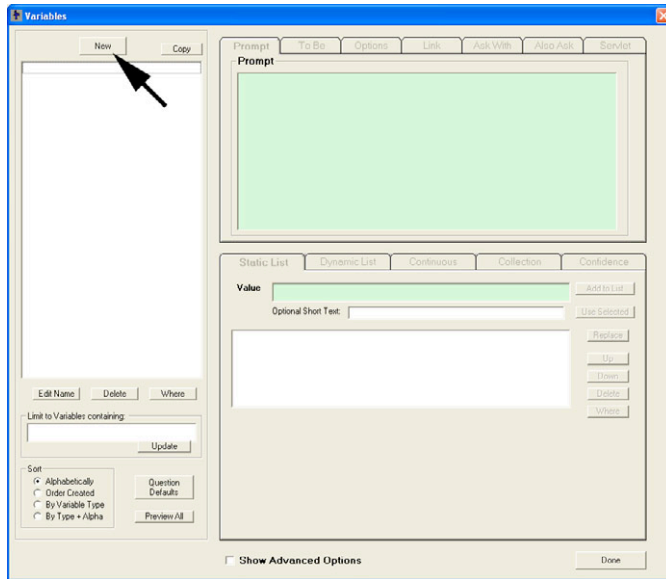 Variables
New
Copy
Edit Name Delete Where
Limit to Variables containing:
Update
Sort
Alphabetically
Order Created
By Variable Type
By Type + Alpha
Question
Defaults
Preview All
Prompt To Be Options Link Ask With Also Ask Servlet
Prompt
Static List Dynamic List Continuous Collection Confidence
Value
Add to List
Optional Short Text:
Use Selected
Replace
Up
Down
Delete
Where
Show Advanced Options
Done